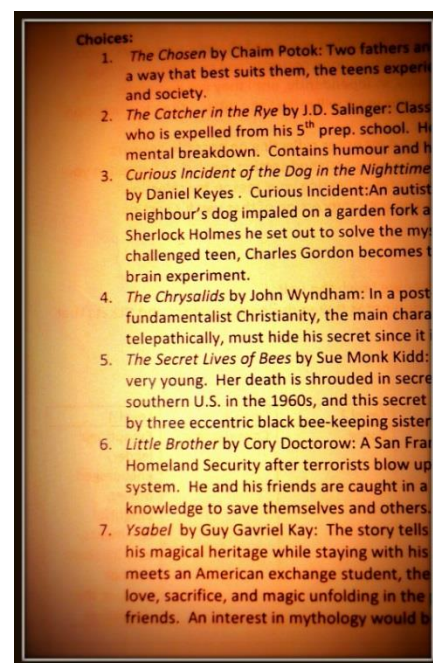 Choices:
1. The Chosen by Chaim Potok: Two fathers an
a way that best suits them, the teens experi
and society.
2. The Catcher in the Rye by J.D. Salinger: Class
who is expelled from his 5th prep. school. H
mental breakdown. Contains humour and h
3. Curious Incident of the Dog in the Nighttime
by Daniel Keyes . Curious Incident:An autist
neighbour's dog impaled on a garden fork a
Sherlock Holmes he set out to solve the my
challenged teen, Charles Gordon becomes t
brain experiment.
4. The Chrysalids by John Wyndham: In a post
fundamentalist Christianity, the main chara
telepathically, must hide his secret since it i
5. The Secret Lives of Bees by Sue Monk Kidd:
very young. Her death is shrouded in secre
southern U.S. in the 1960s, and this secret
by three eccentric black bee-keeping sister
6. Little Brother by Cory Doctorow: A San Fra
Homeland Security after terrorists blow up
system. He and his friends are caught in a
knowledge to save themselves and others.
7. Ysabel by Guy Gavriel Kay: The story tells
his magical heritage while staying with his
meets an American exchange student, the
love, sacrifice, and magic unfolding in the
friends. An interest in mythology would b